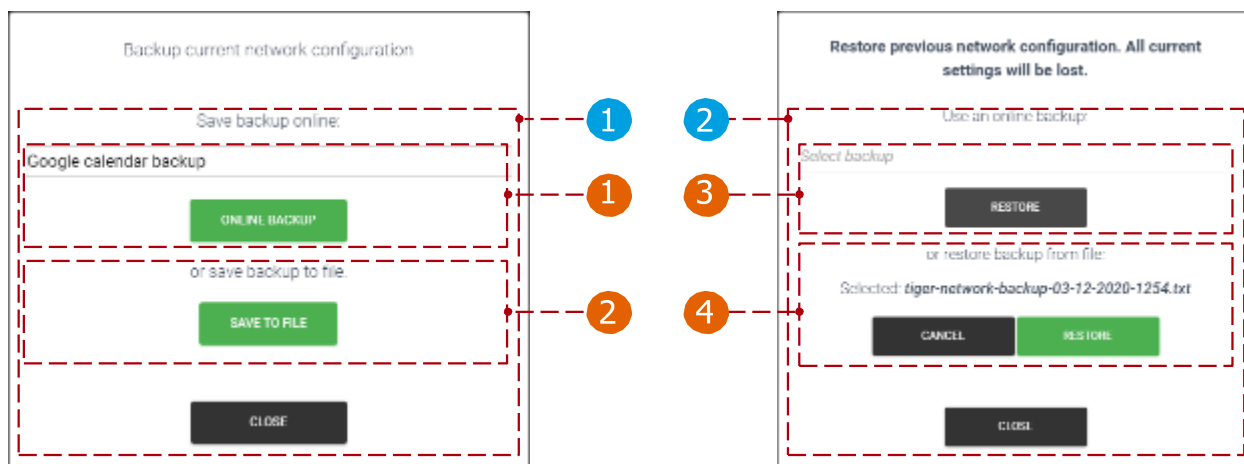 Backup current network configuration
Save backup online:
1
Google calendar backup
1
ONLINE BACKUP
or save backup to file.
2
SAVE TO FILE
CLOSE
Restore previous network configuration. All current
settings will be lost.
2
Use an online backup:
Select backup
3
RESTORE
or restore backup from file:
4
Selected: tiger-network-backup-03-12-2020-1254.txt
CANCEL
RESTORE
CLOSE